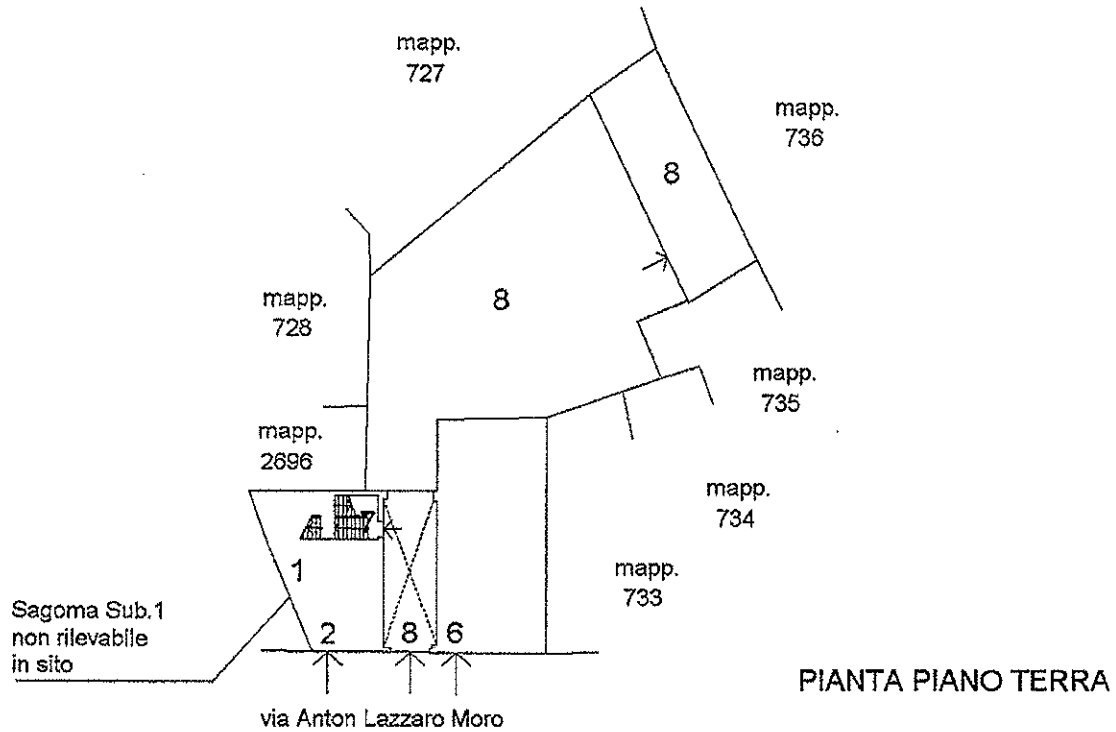 mapp.
727
mapp.
736
8
8
mapp.
728
mapp.
735
mapp.
2696
mapp.
734
1
mapp.
733
Sagoma Sub.1
non rilevabile
in sito
2
8
6
PIANTA PIANO TERRA
via Anton Lazzaro Moro